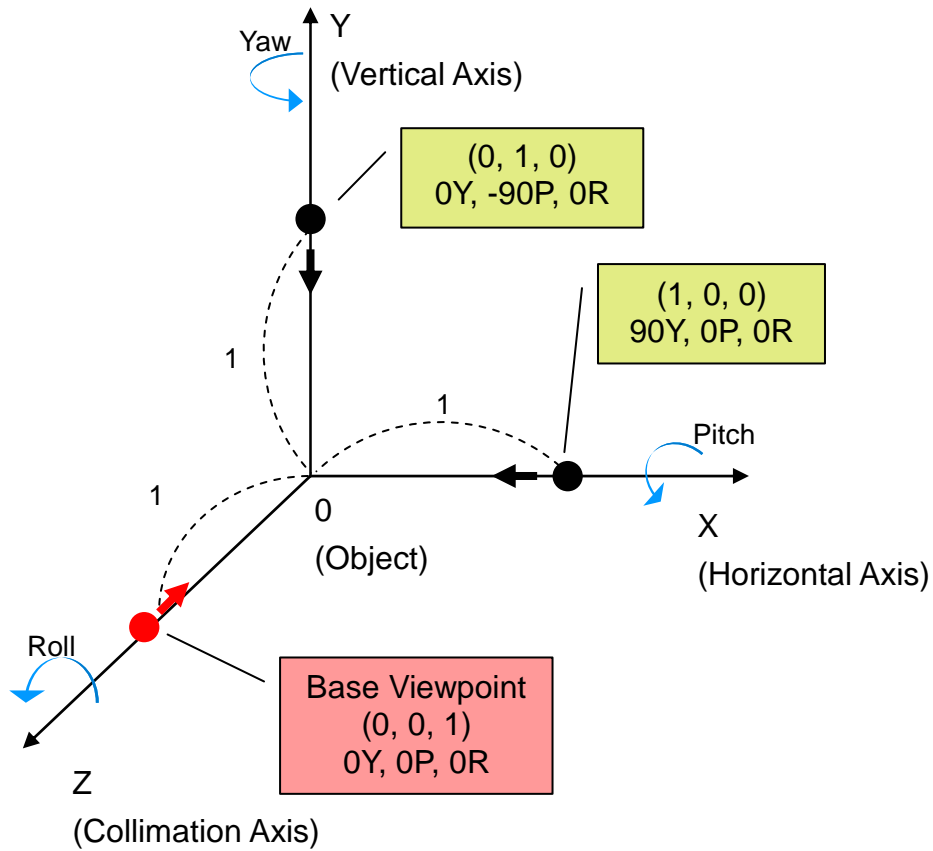 Y
(Vertical Axis)
Yaw
(0, 1, 0)
0Y, -90P, 0R
(1, 0, 0)
90Y, 0P, 0R
1
1
Pitch
1
0
(Object)
X
(Horizontal Axis)
Roll
Base Viewpoint
(0, 0, 1)
0Y, 0P, 0R
Z
(Collimation Axis)